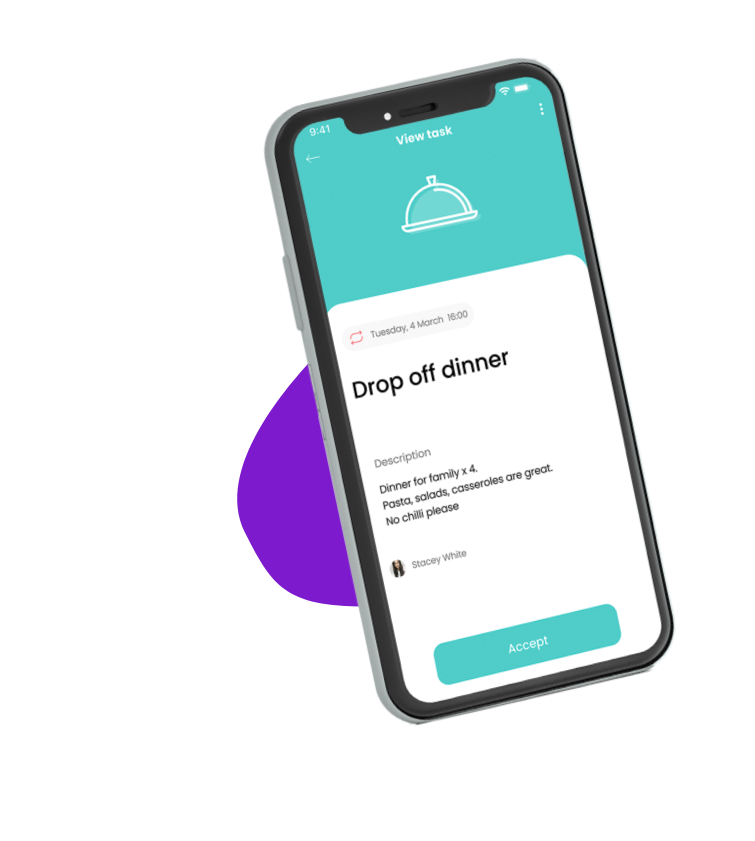 9:41
View task
Tuesday, 4 March 16:00
Drop off dinner
Description
Dinner for family x 4.
Pasta, salads, casseroles are great.
No chilli please
Stacey White
Accept